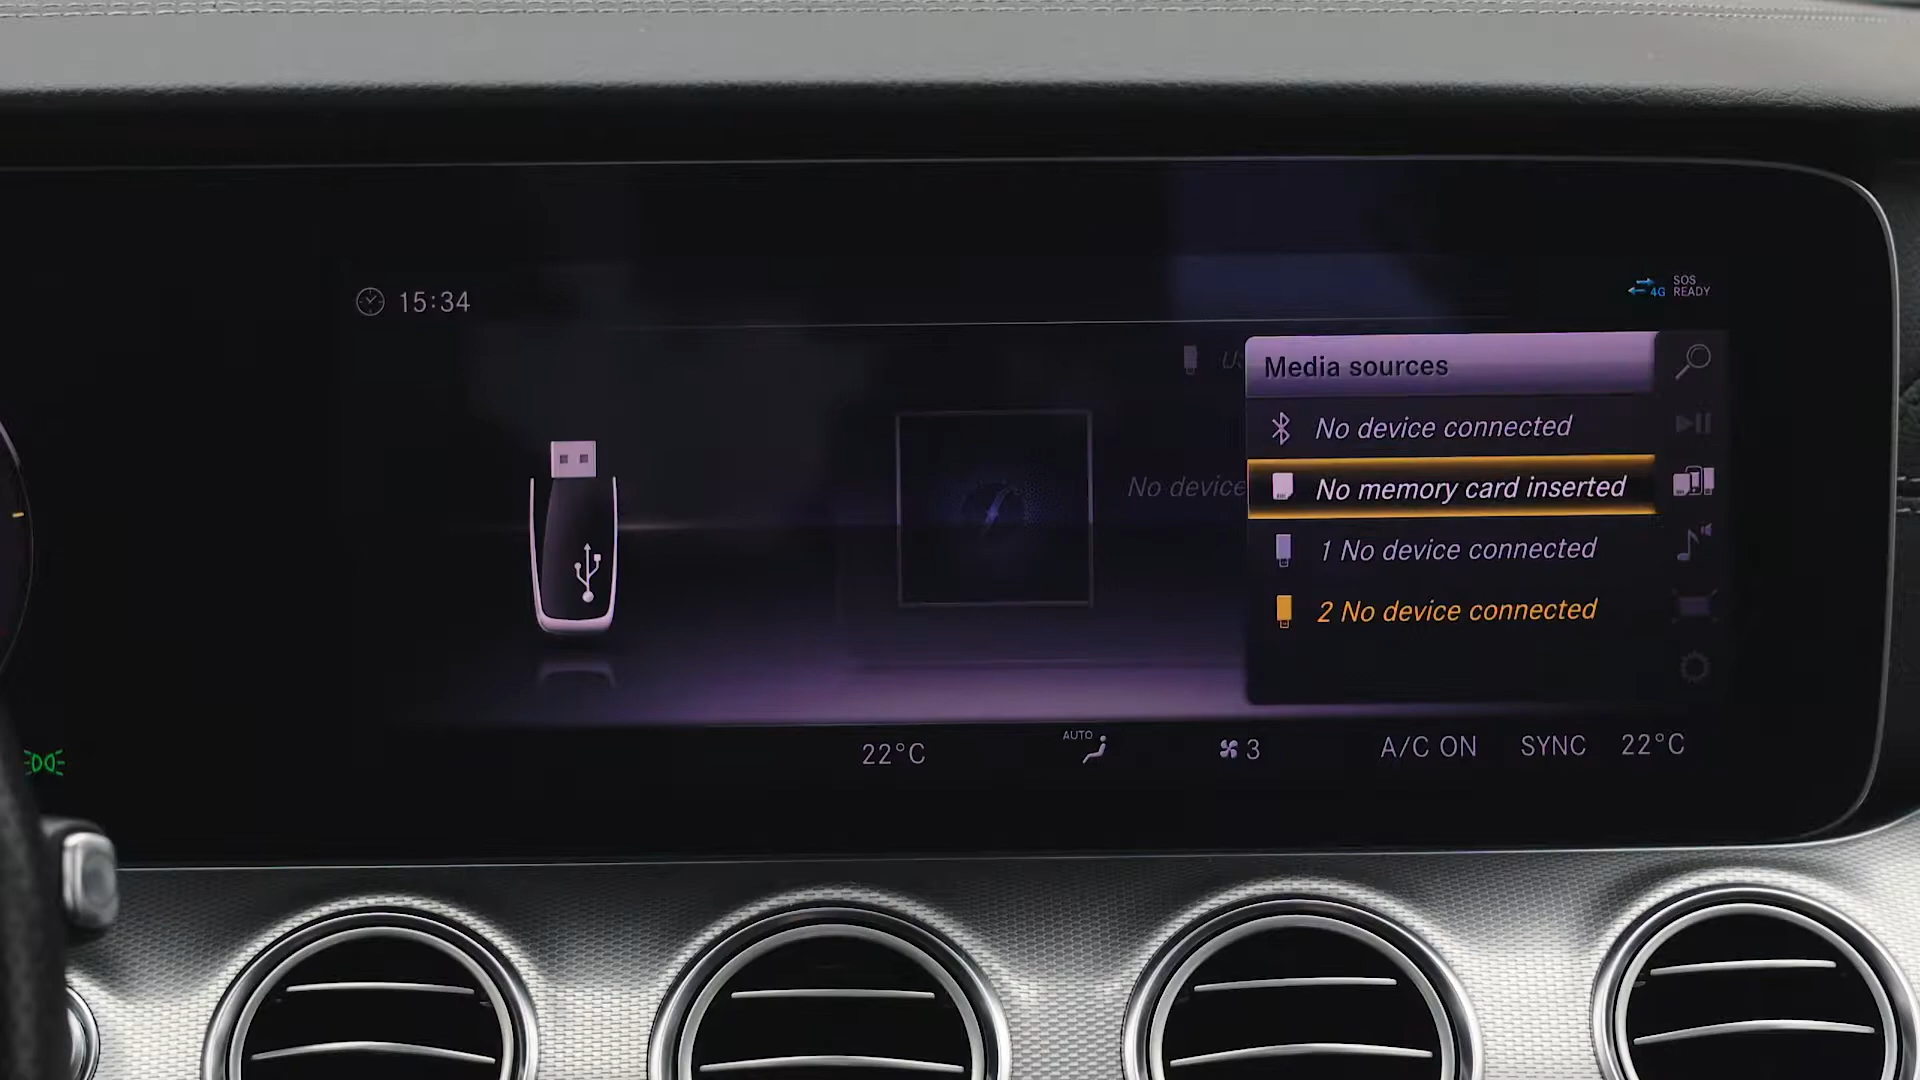 15:34
4G
SOS
READY
Media sources
No device connected
No memory card inserted
No device
1 No device connected
2 No device connected
22°C
AUTO
3
A/C ON
SYNC
22°C